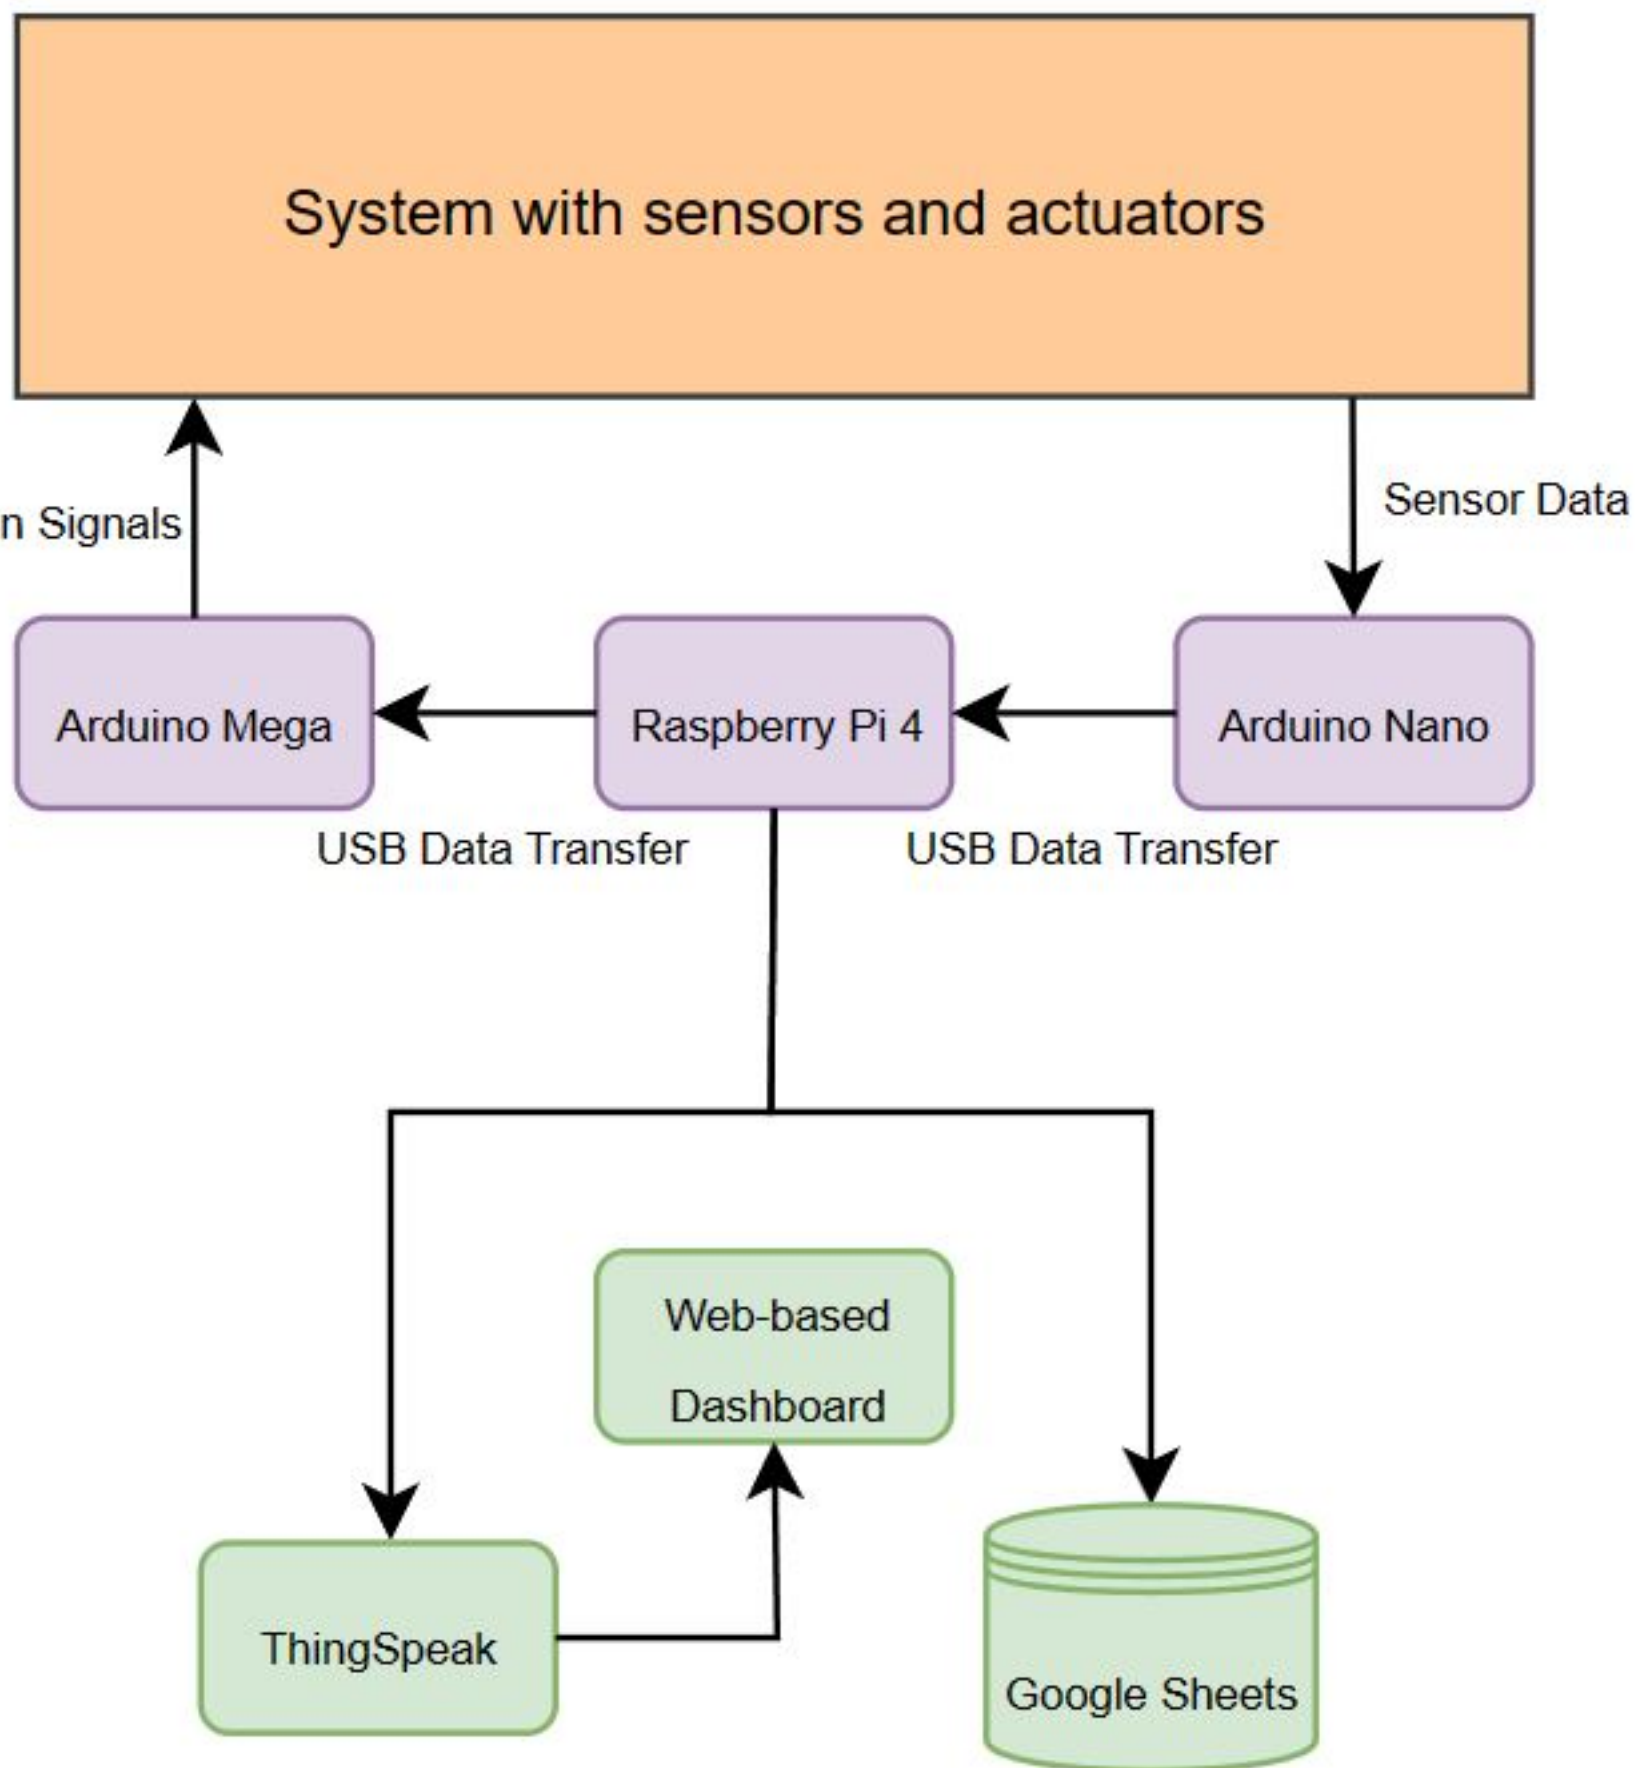 System with sensors and actuators
n Signals
Sensor Data
Arduino Mega
Raspberry Pi 4
Arduino Nano
USB Data Transfer
USB Data Transfer
Web-based
Dashboard
ThingSpeak
Google Sheets